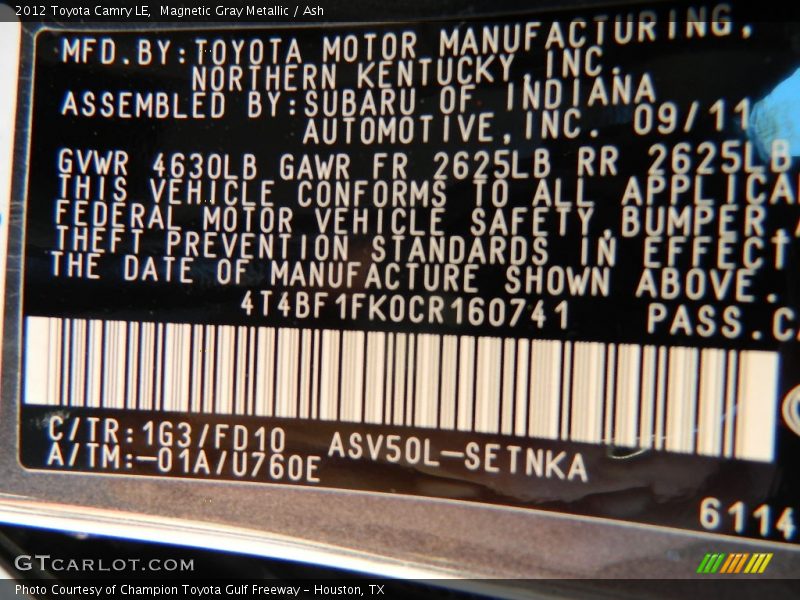 2012 Toyota Camry LE, Magnetic Gray Metallic / Ash
MFD.BY:TOYOTA MOTOR MANUFACTURING,
NORTHERN KENTUCKY,INC.
ASSEMBLED BY:SUBARU OF INDIANA
AUTOMOTIVE,INC. 09/11
GVWR 4630LB GAWR FR 2625LB RR 2625LB
THIS VEHICLE CONFORMS TO ALL APPLICA
FEDERAL MOTOR VEHICLE SAFETY,BUMPER,
THEFT PREVENTION STANDARDS IN EFFECT
THE DATE OF MANUFACTURE SHOWN ABOVE.
4T4BF1FK0CR160741 PASS.CA
C/TR:1G3/FD10 ASV50L-SETNKA
A/TM:-01A/U760E
6114
GTCARLOT.COM
Photo Courtesy of Champion Toyota Gulf Freeway - Houston, TX